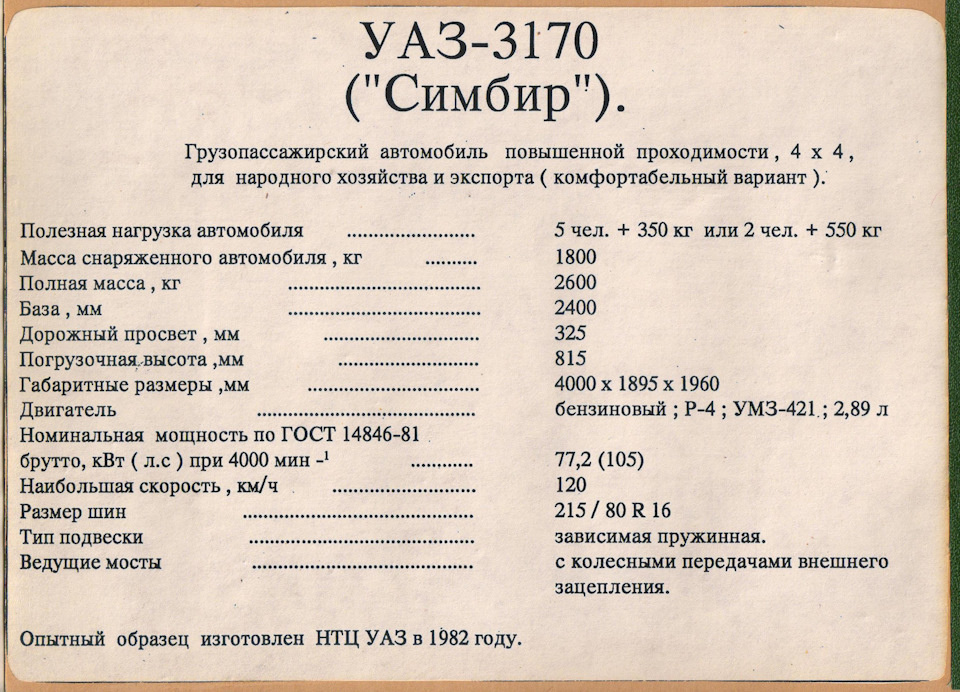 УАЗ-3170
("Симбир").
Грузопассажирский автомобиль повышенной проходимости , 4 х 4 ,
для народного хозяйства и экспорта ( комфортабельный вариант ).
Полезная нагрузка автомобиля ........................ 5 чел. + 350 кг или 2 чел. + 550 кг
Масса снаряженного автомобиля , кг .......... 1800
Полная масса , кг ..................................... 2600
База , мм ..................................... 2400
Дорожный просвет , мм .............................. 325
Погрузочная высота ,мм ........................... 815
Габаритные размеры ,мм ................................. 4000 х 1895 х 1960
Двигатель .......................................... бензиновый ; Р-4 ; УМЗ-421 ; 2,89 л
Номинальная мощность по ГОСТ 14846-81
брутто, кВт ( л.с ) при 4000 мин -¹ ............ 77,2 (105)
Наибольшая скорость , км/ч ........................... 120
Размер шин ............................................ 215 / 80 R 16
Тип подвески ........................................... зависимая пружинная.
Ведущие мосты .......................................... с колесными передачами внешнего
зацепления.
Опытный образец изготовлен НТЦ УАЗ в 1982 году.